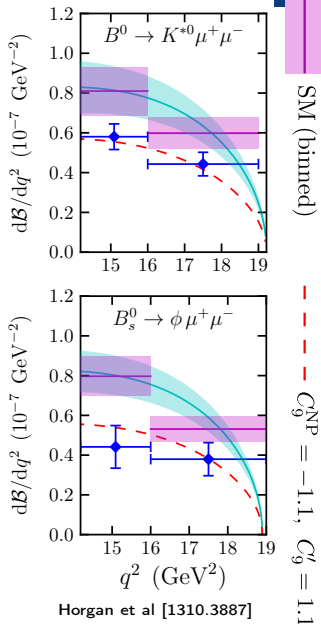 B⁰ → K*⁰μ⁺μ⁻
dB/dq² (10⁻⁷ GeV⁻²)
1.2
1.0
0.8
0.6
0.4
0.2
0.0
15 16 17 18 19
B⁰ₛ → ϕ μ⁺μ⁻
dB/dq² (10⁻⁷ GeV⁻²)
1.2
1.0
0.8
0.6
0.4
0.2
0.0
15 16 17 18 19
q² (GeV²)
Horgan et al [1310.3887]
SM (binned)
C₉ᴺᴾ = −1.1, C′₉ = 1.1